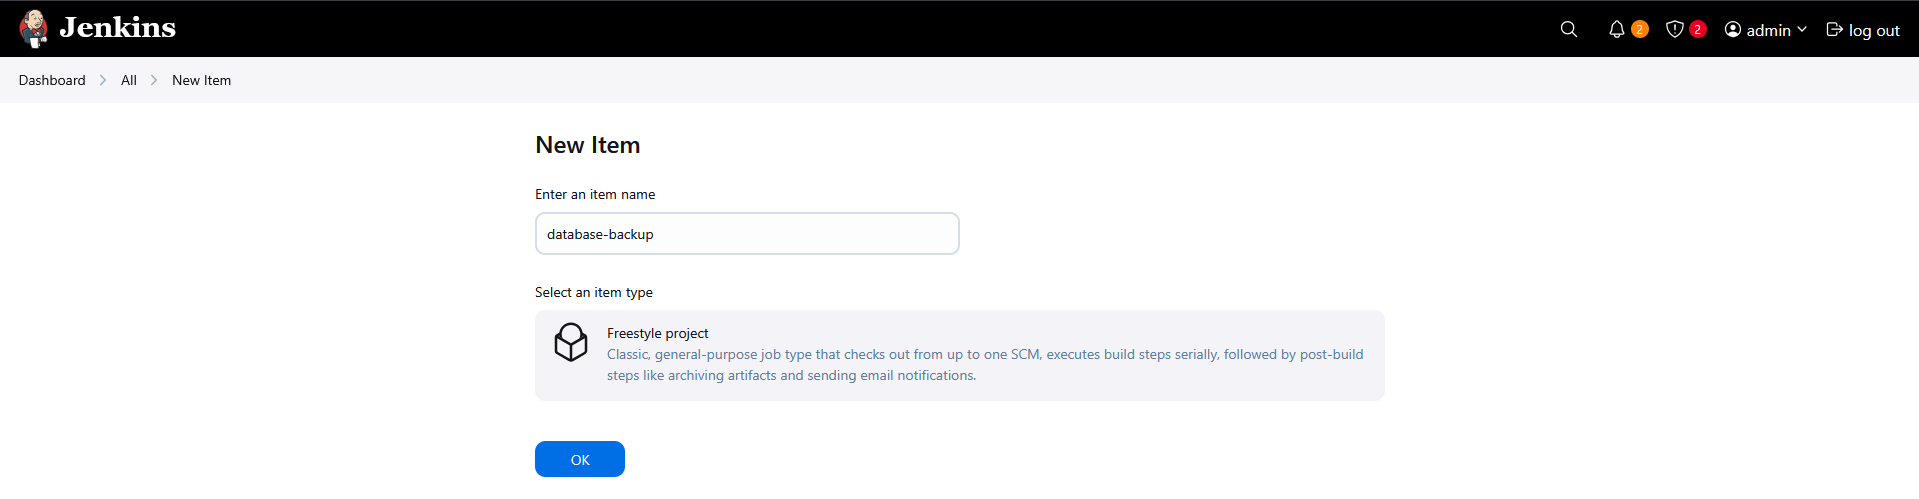 Jenkins
2 2 admin log out
Dashboard All New Item
New Item
Enter an item name
database-backup
Select an item type
Freestyle project
Classic, general-purpose job type that checks out from up to one SCM, executes build steps serially, followed by post-build
steps like archiving artifacts and sending email notifications.
OK